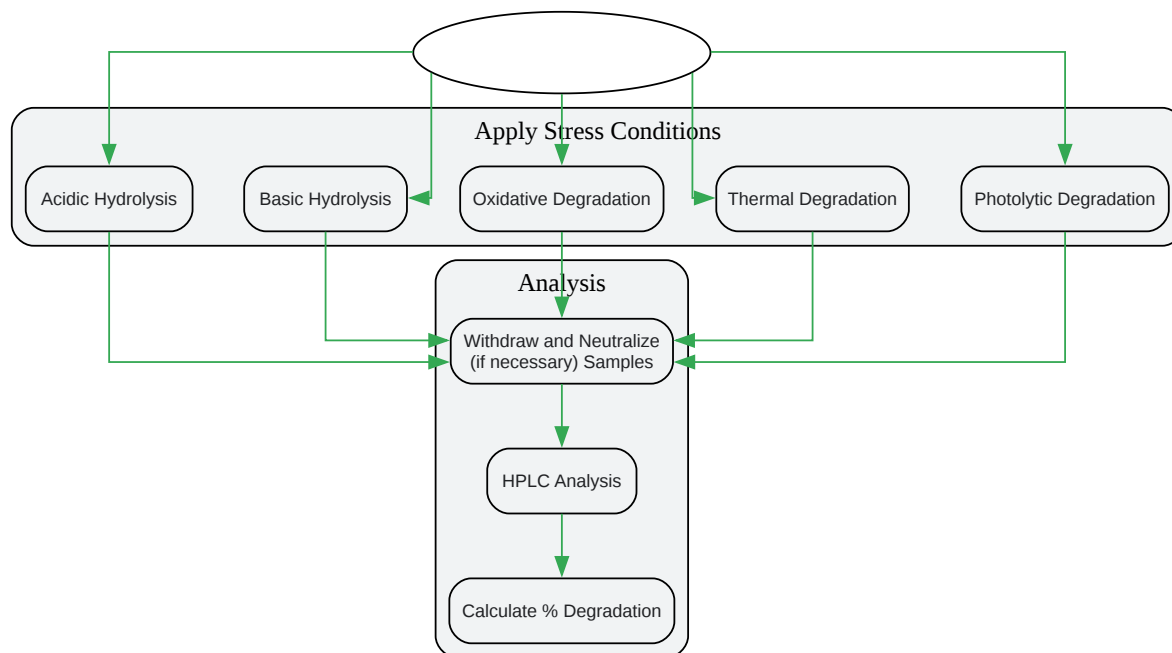 Apply Stress Conditions
Acidic Hydrolysis
Basic Hydrolysis
Oxidative Degradation
Thermal Degradation
Photolytic Degradation
Analysis
Withdraw and Neutralize
(if necessary) Samples
HPLC Analysis
Calculate % Degradation